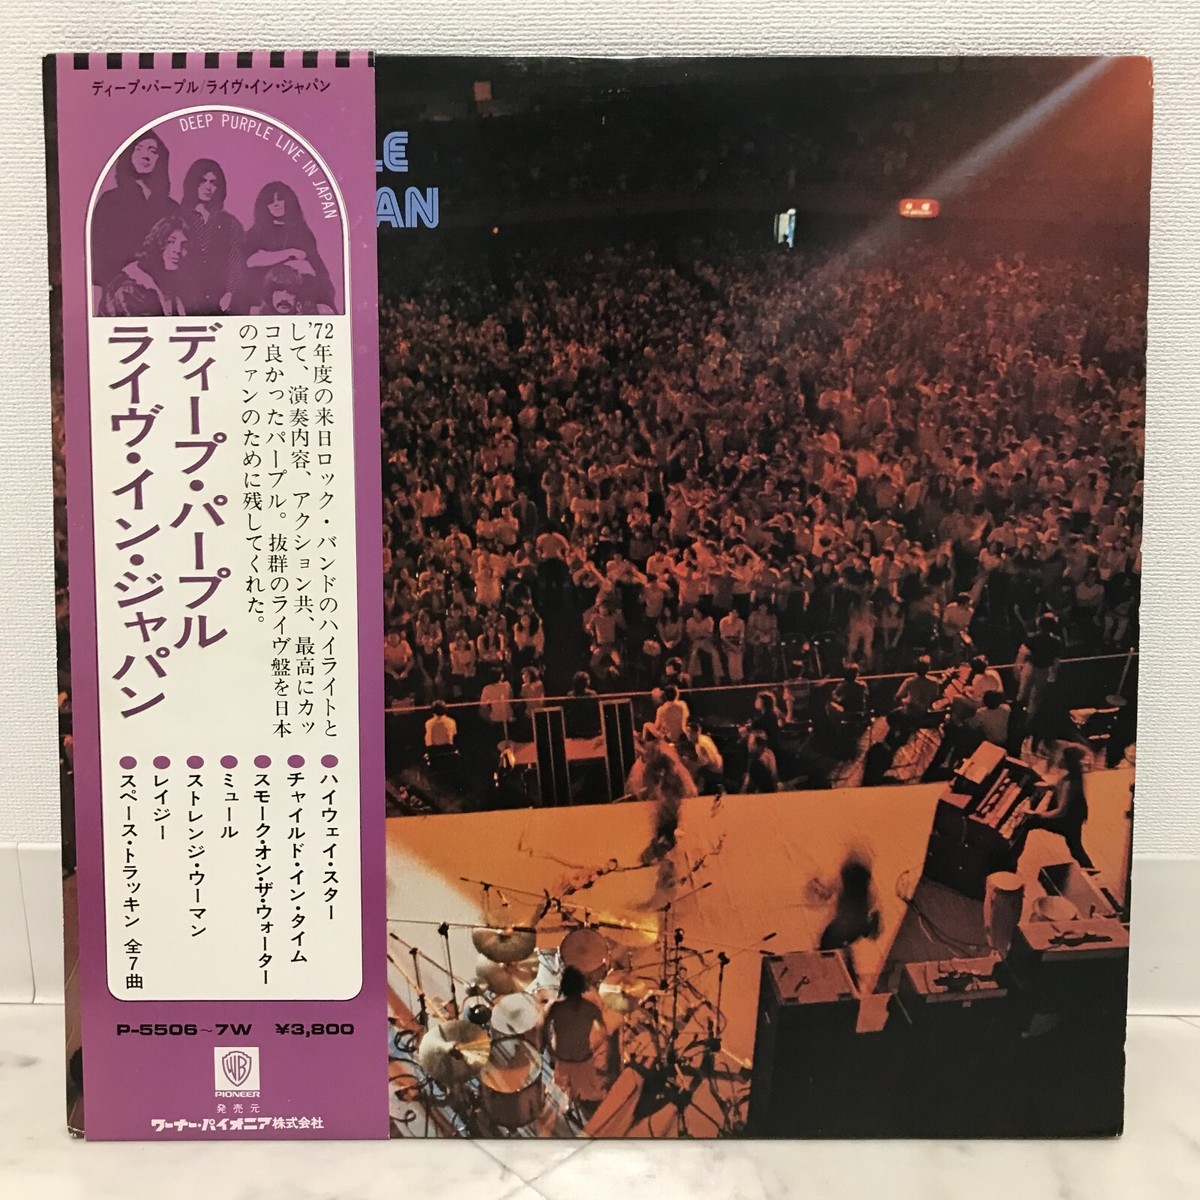 ディープ・パープル/ライヴ・イン・ジャパン
DEEP PURPLE LIVE IN JAPAN
LE
AN
'72年度の来日ロック・バンドのハイライトと
して、演奏内容、アクション共、最高にカッ
コ良かったパープル。抜群のライヴ盤を日本
のファンのために残してくれた。
ディープ・パープル
ライヴ・イン・ジャパン
●ハイウェイ・スター
●チャイルド・イン・タイム
●スモーク・オン・ザ・ウォーター
●ミュール
●ストレンジ・ウーマン
●レイジー
●スペース・トラッキン 全7曲
P-5506~7W ¥3,800
WB
PIONEER
発売元
ワーナー・パイオニア株式会社